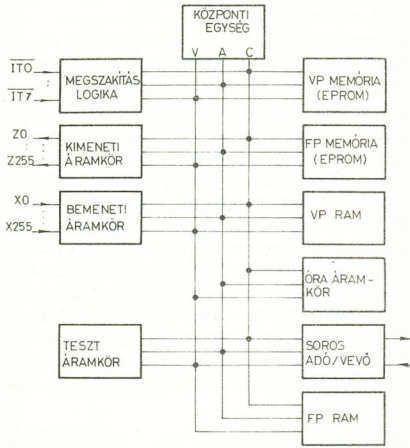 KÖZPONTI
EGYSÉG
V A C
IT0
MEGSZAKÍTÁS
LOGIKA
IT7
VP MEMÓRIA
(EPROM)
Z0
KIMENETI
ÁRAMKÖR
Z255
FP MEMÓRIA
(EPROM)
X0
BEMENETI
ÁRAMKÖR
X255
VP RAM
ÓRA ÁRAM-
KÖR
TESZT
ÁRAMKÖR
SOROS
ADÓ/VEVŐ
FP RAM